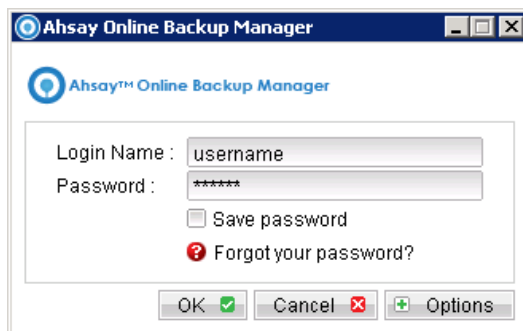 Ahsay Online Backup Manager
Ahsay™ Online Backup Manager
Login Name : username
Password : ******
Save password
Forgot your password?
OK Cancel Options